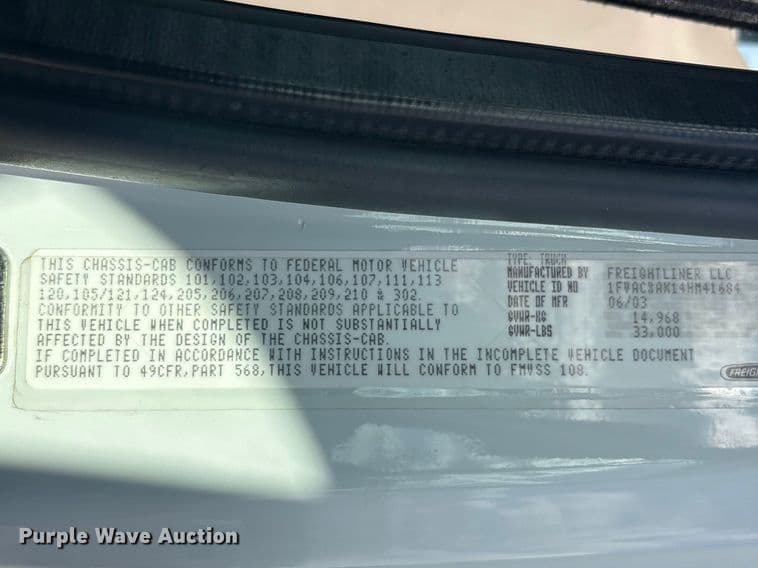 THIS CHASSIS-CAB CONFORMS TO FEDERAL MOTOR VEHICLE
SAFETY STANDARDS 101,102,103,104,106,107,111,113
120,105/121,124,205,206,207,208,209,210 & 302.
CONFORMITY TO OTHER SAFETY STANDARDS APPLICABLE TO
THIS VEHICLE WHEN COMPLETED IS NOT SUBSTANTIALLY
AFFECTED BY THE DESIGN OF THE CHASSIS-CAB.
IF COMPLETED IN ACCORDANCE WITH INSTRUCTIONS IN THE INCOMPLETE VEHICLE DOCUMENT
PURSUANT TO 49CFR,PART 568,THIS VEHICLE WILL CONFORM TO FMVSS 108.
TYPE: TRUCK
MANUFACTURED BY FREIGHTLINER LLC
VEHICLE ID NO
DATE OF MFR 06/03
GVWR-KG 14,968
GVWR-LBS 33,000
FREIG
Purple Wave Auction